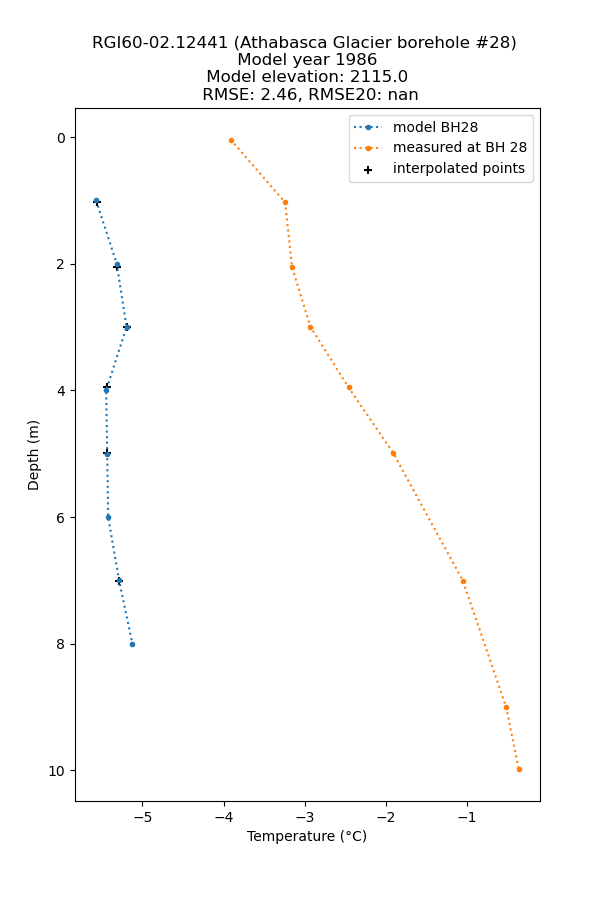 RGI60-02.12441 (Athabasca Glacier borehole #28)
Model year 1986
Model elevation: 2115.0
RMSE: 2.46, RMSE20: nan
model BH28
measured at BH 28
interpolated points
0
2
4
6
8
10
Depth (m)
−5
−4
−3
−2
−1
Temperature (°C)